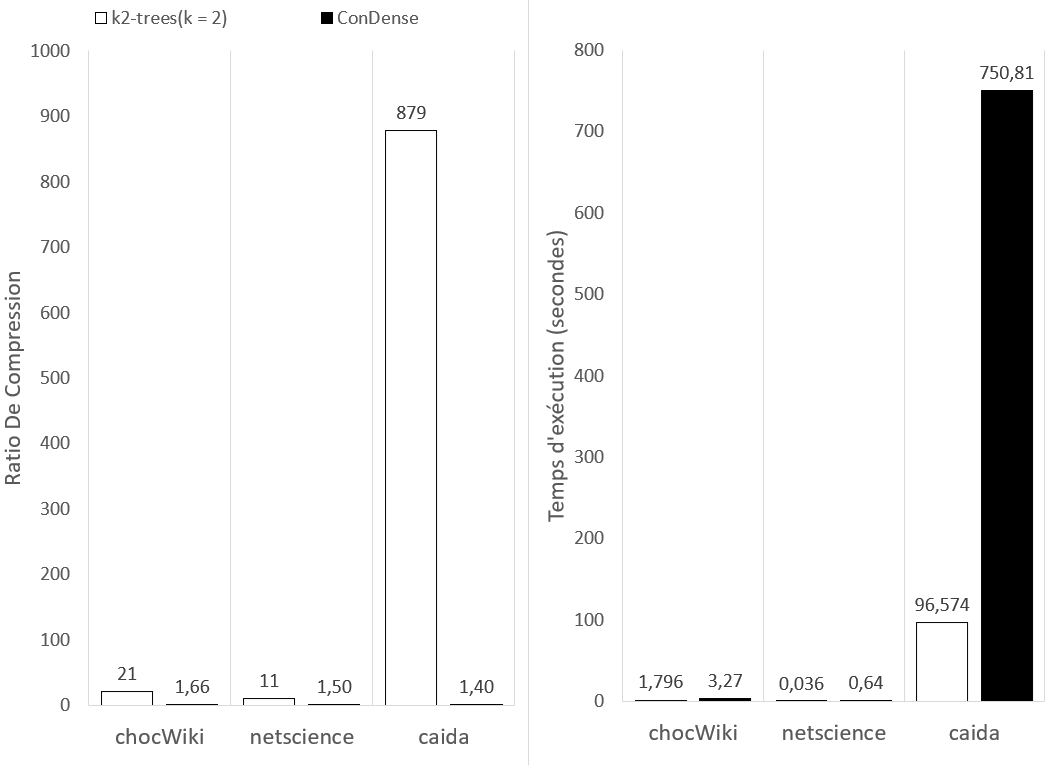 k2-trees(k = 2) ConDense
Ratio De Compression
1000
900
800
700
600
500
400
300
200
100
0
21 1,66 11 1,50 879 1,40
chocWiki netscience caida
Temps d'exécution (secondes)
800
700
600
500
400
300
200
100
0
1,796 3,27 0,036 0,64 96,574 750,81
chocWiki netscience caida